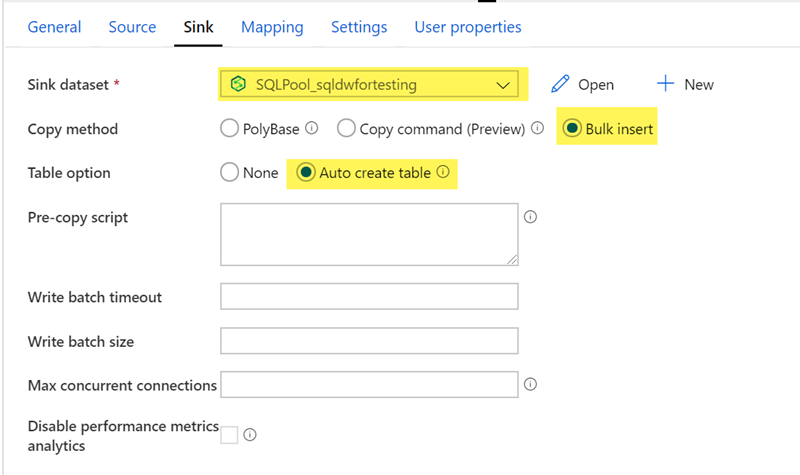 General Source Sink Mapping Settings User properties
Sink dataset * SQLPool_sqldwfortesting Open New
Copy method PolyBase Copy command (Preview) Bulk insert
Table option None Auto create table
Pre-copy script
Write batch timeout
Write batch size
Max concurrent connections
Disable performance metrics
analytics